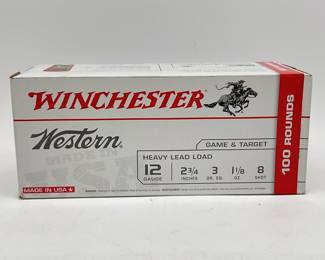 WINCHESTER
Western
GAME & TARGET
HEAVY LEAD LOAD
12 2 3/4 3 1 1/8 8
GAUGE INCHES DR. EQ. OZ. SHOT
MADE IN USA
100 ROUNDS